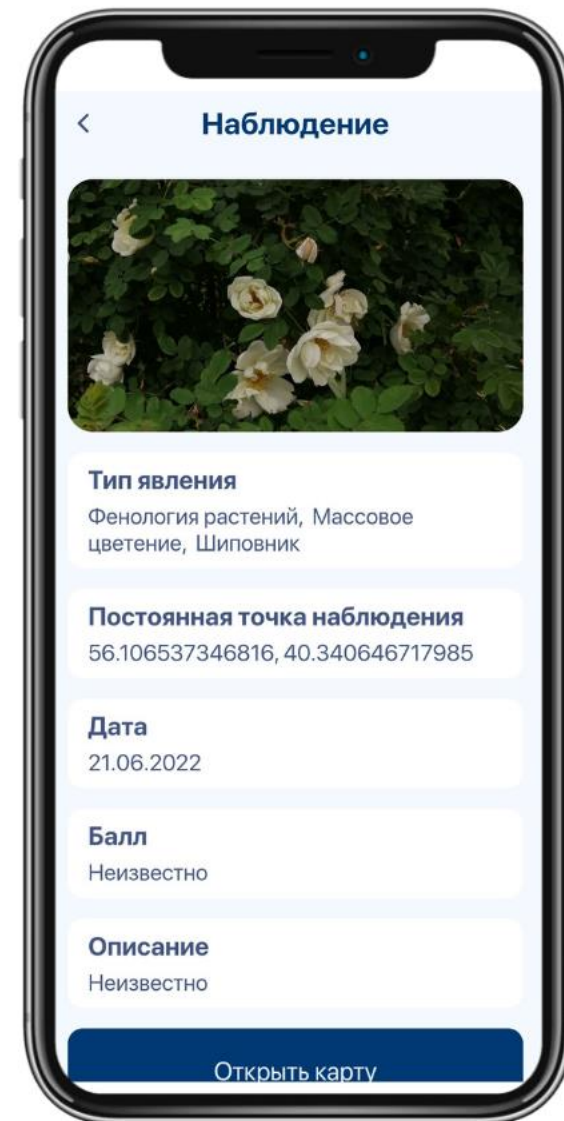 Наблюдение
Тип явления
Фенология растений, Массовое
цветение, Шиповник
Постоянная точка наблюдения
56.106537346816, 40.340646717985
Дата
21.06.2022
Балл
Неизвестно
Описание
Неизвестно
Открыть карту